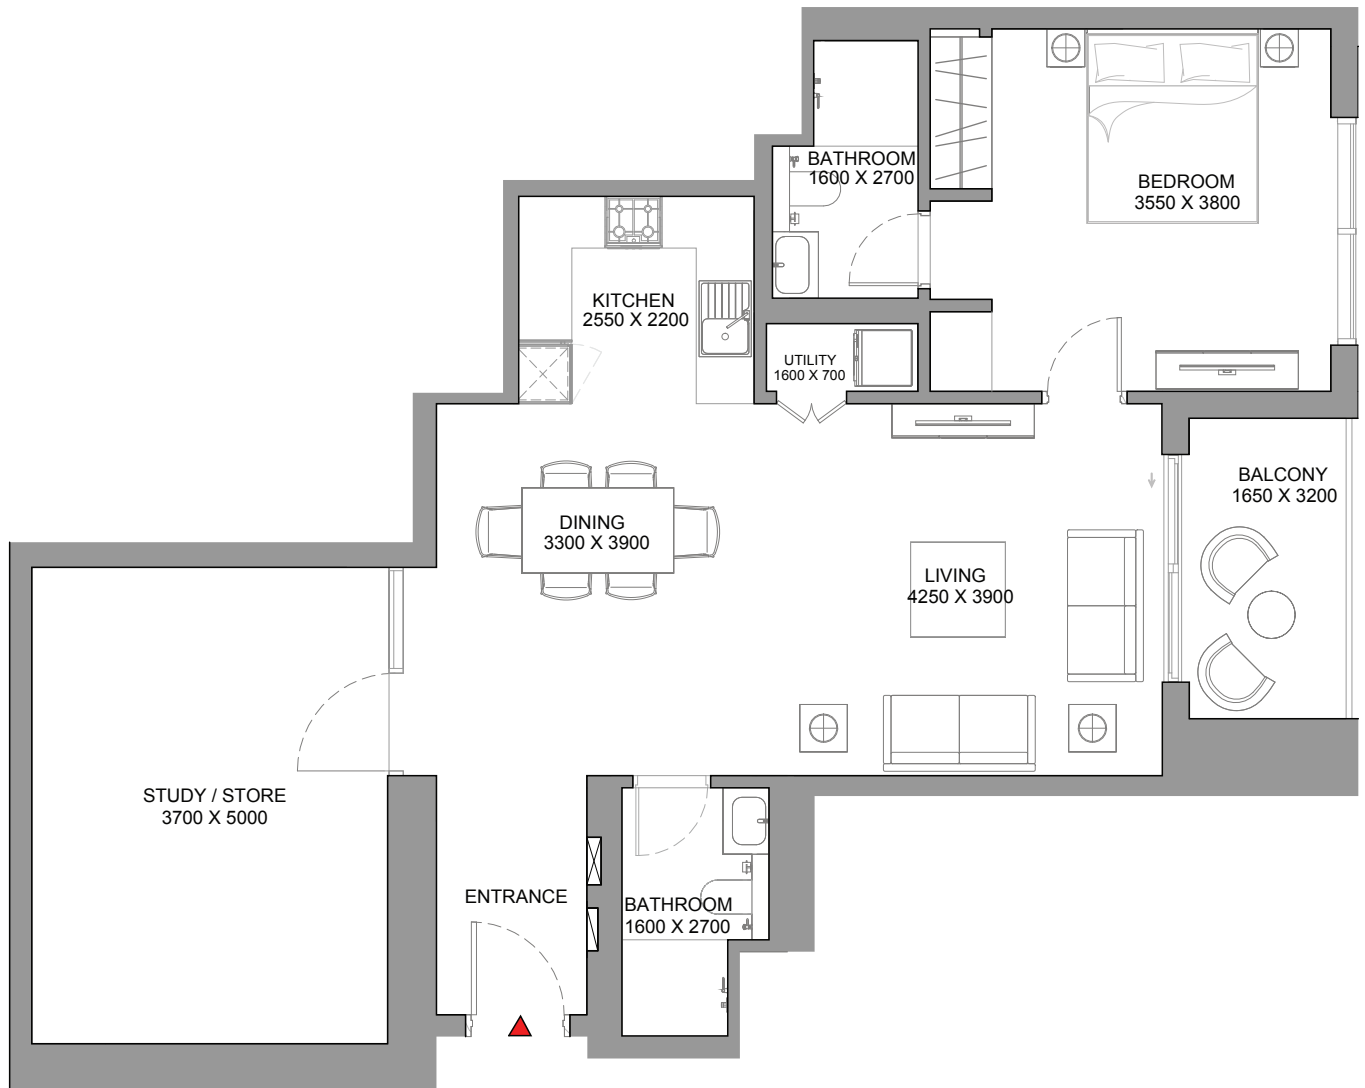 BATHROOM
1600 X 2700
BEDROOM
3550 X 3800
KITCHEN
2550 X 2200
UTILITY
1600 X 700
BALCONY
1650 X 3200
DINING
3300 X 3900
LIVING
4250 X 3900
STUDY / STORE
3700 X 5000
ENTRANCE
BATHROOM
1600 X 2700